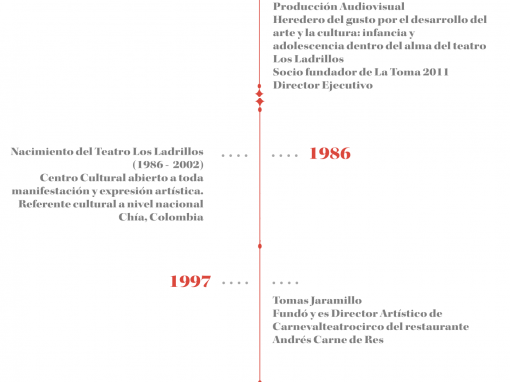 Producción Audiovisual
Heredero del gusto por el desarrollo del
arte y la cultura: infancia y
adolescencia dentro del alma del teatro
Los Ladrillos
Socio fundador de La Toma 2011
Director Ejecutivo
Nacimiento del Teatro Los Ladrillos
(1986 - 2002)
Centro Cultural abierto a toda
manifestación y expresión artística.
Referente cultural a nivel nacional
Chía, Colombia
1986
1997
Tomas Jaramillo
Fundó y es Director Artístico de
Carnevalteatrocirco del restaurante
Andrés Carne de Res